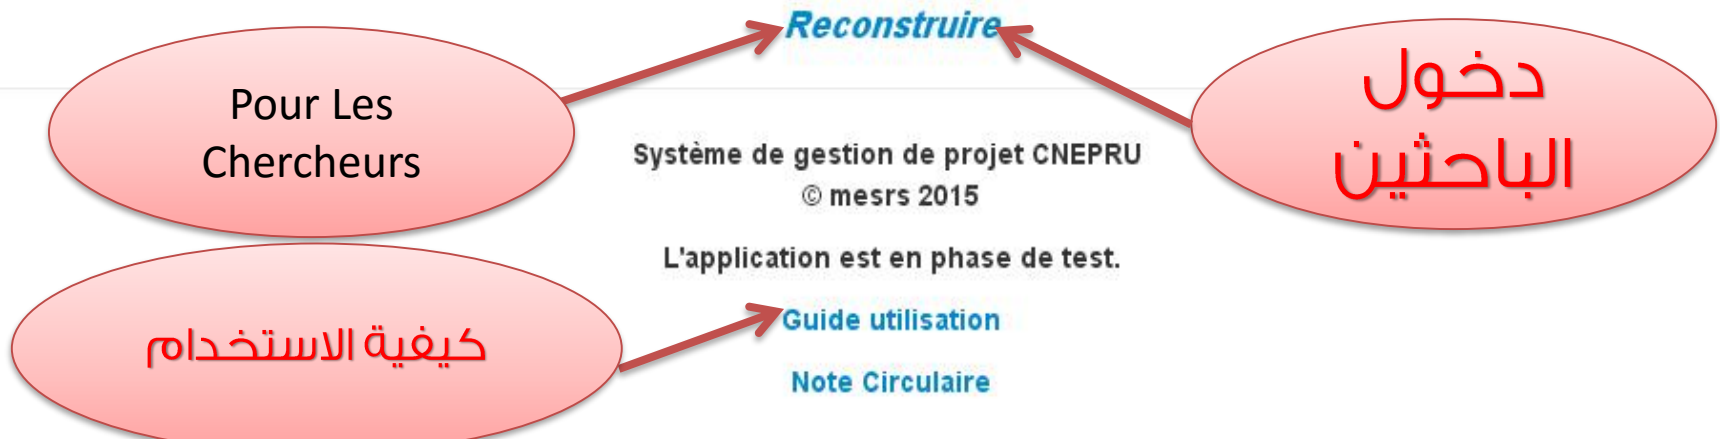 Reconstruire
Pour Les
Chercheurs
دخول
الباحثين
Système de gestion de projet CNEPRU
© mesrs 2015
L'application est en phase de test.
Guide utilisation
كيفية الاستخدام
Note Circulaire